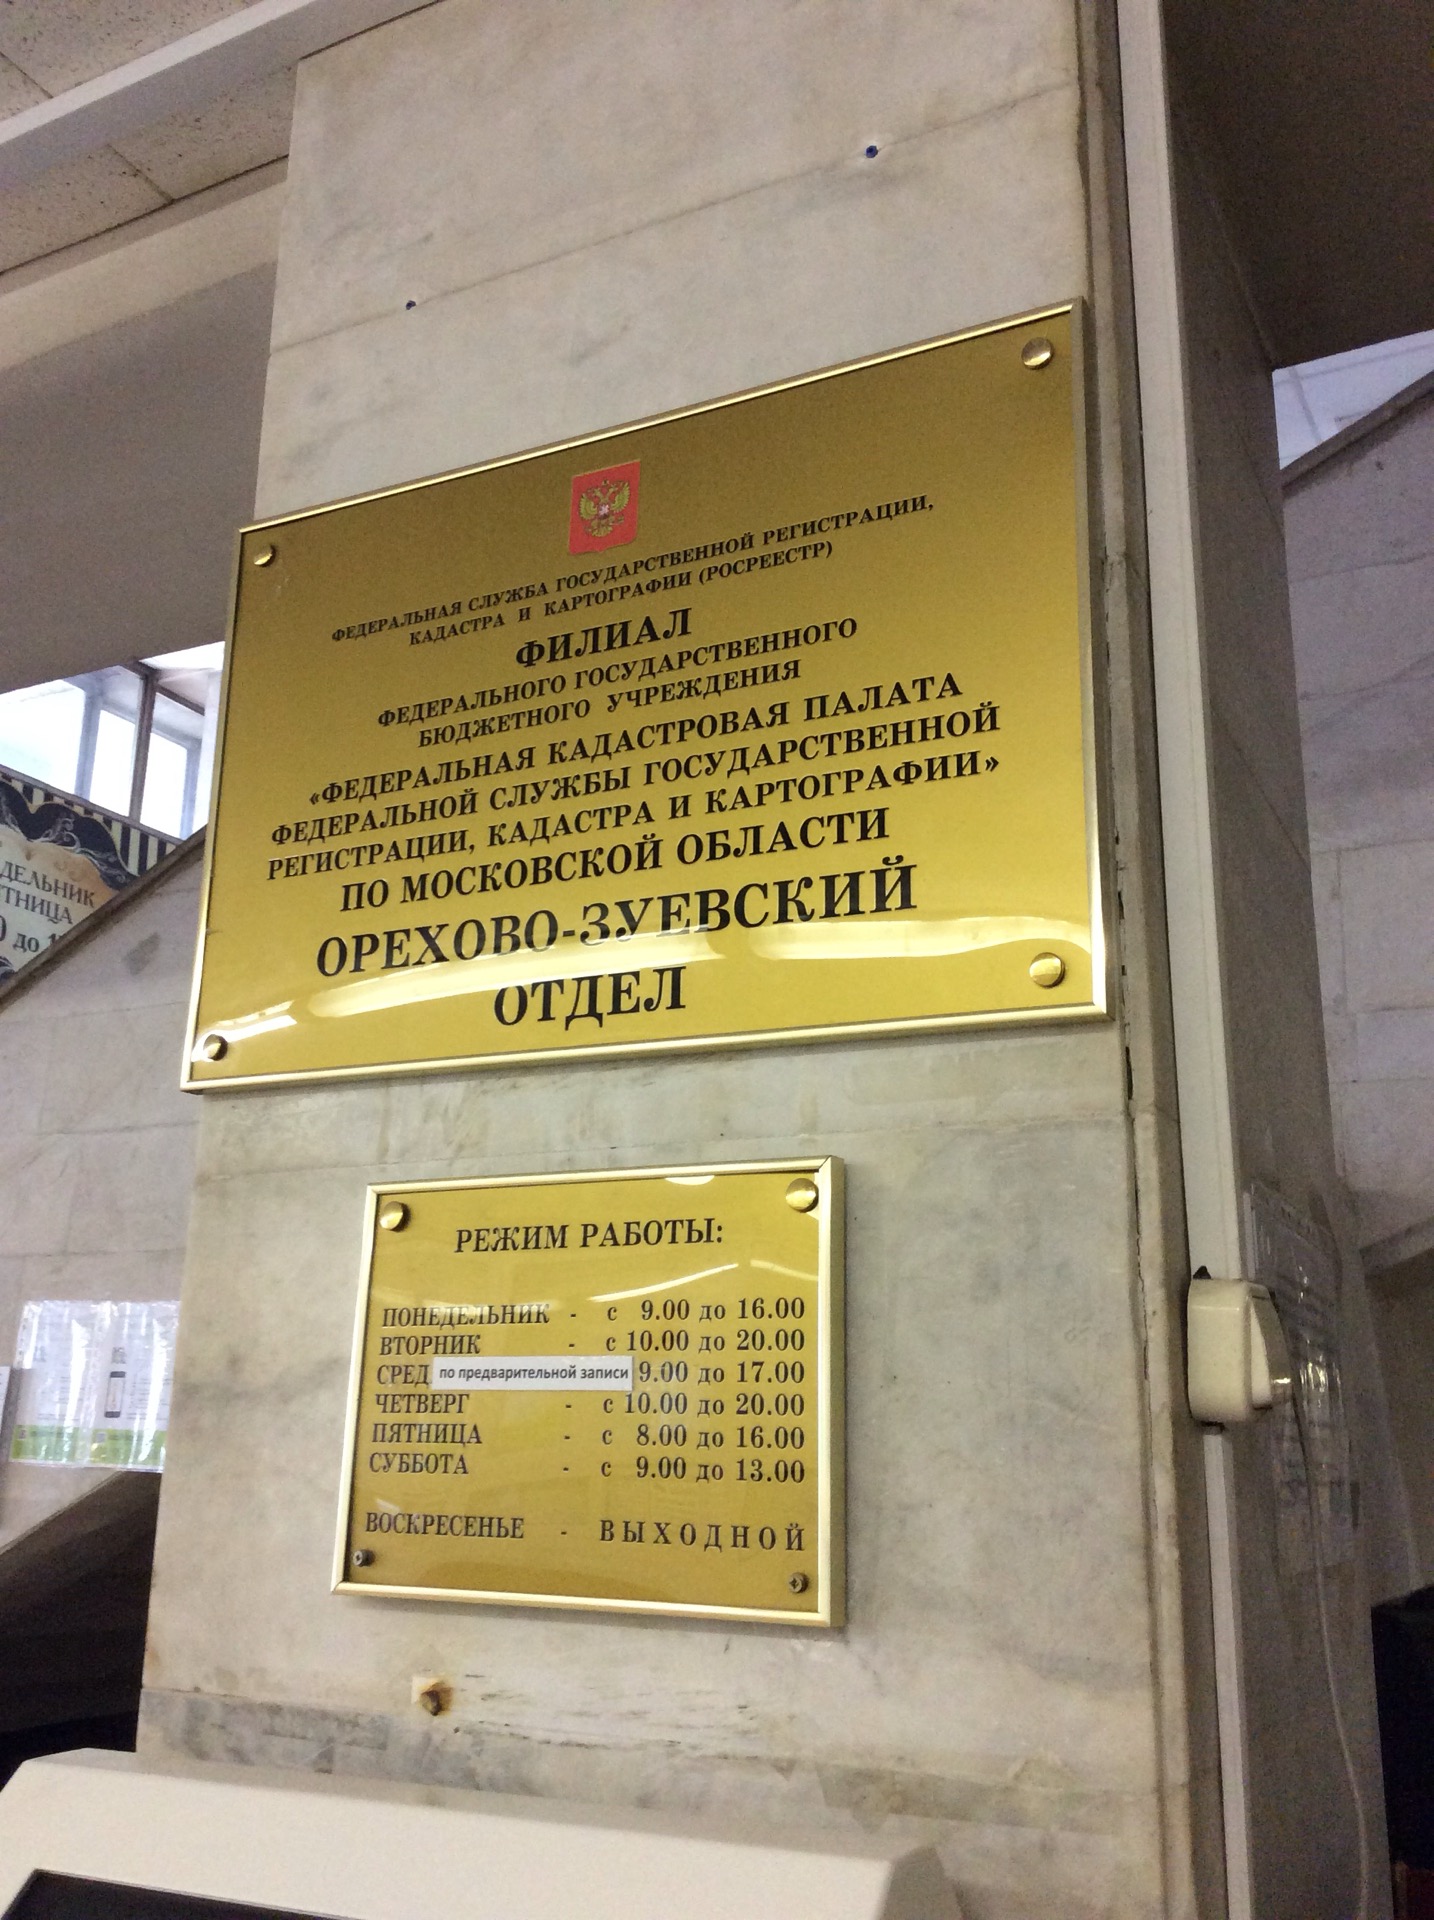 ФЕДЕРАЛЬНАЯ СЛУЖБА ГОСУДАРСТВЕННОЙ РЕГИСТРАЦИИ,
КАДАСТРА И КАРТОГРАФИИ (РОСРЕЕСТР)
ФИЛИАЛ
ФЕДЕРАЛЬНОГО ГОСУДАРСТВЕННОГО
БЮДЖЕТНОГО УЧРЕЖДЕНИЯ
«ФЕДЕРАЛЬНАЯ КАДАСТРОВАЯ ПАЛАТА
ФЕДЕРАЛЬНОЙ СЛУЖБЫ ГОСУДАРСТВЕННОЙ
РЕГИСТРАЦИИ, КАДАСТРА И КАРТОГРАФИИ»
ПО МОСКОВСКОЙ ОБЛАСТИ
ОРЕХОВО-ЗУЕВСКИЙ
ОТДЕЛ
ДЕЛЬНИК
ТНИЦА
до
РЕЖИМ РАБОТЫ:
ПОНЕДЕЛЬНИК - с 9.00 до 16.00
ВТОРНИК - с 10.00 до 20.00
СРЕД по предварительной записи 9.00 до 17.00
ЧЕТВЕРГ - с 10.00 до 20.00
ПЯТНИЦА - с 8.00 до 16.00
СУББОТА - с 9.00 до 13.00
ВОСКРЕСЕНЬЕ - ВЫХОДНОЙ